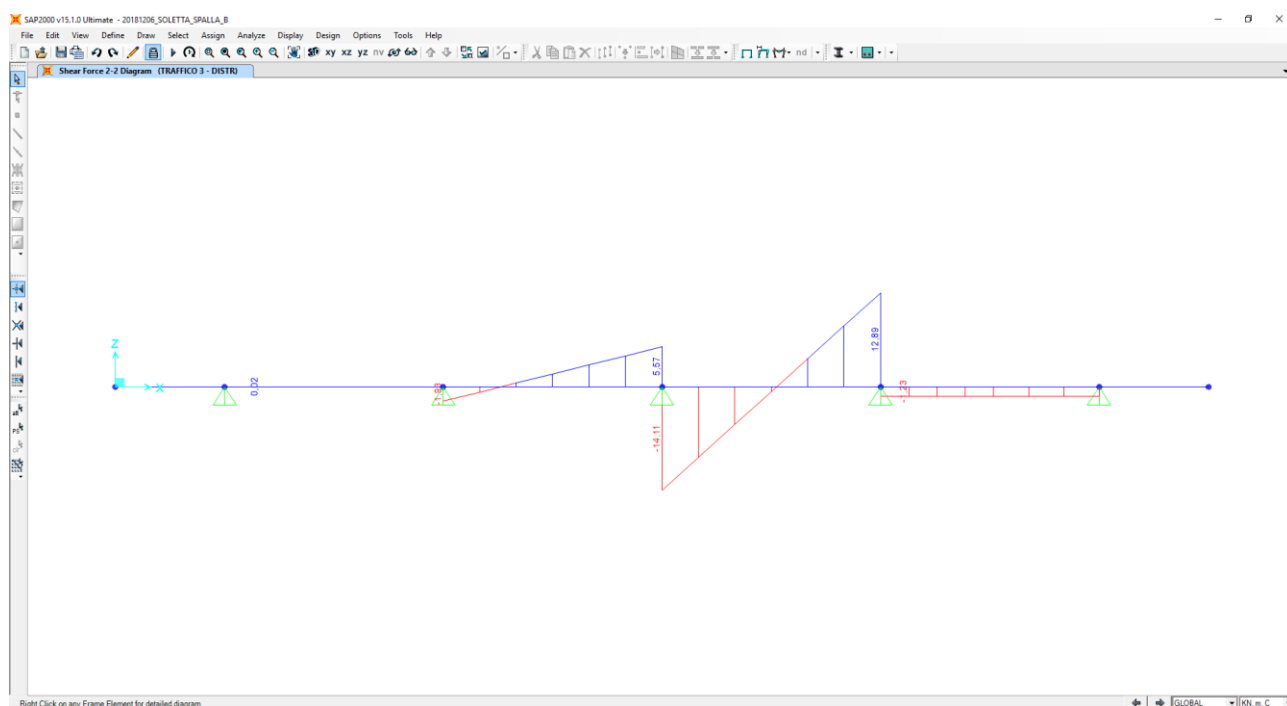 SAP2000 v15.1.0 Ultimate - 20181206_SOLETTA_SPALLA_B
File Edit View Define Draw Select Assign Analyze Display Design Options Tools Help
xy xz yz nv nd
Shear Force 2-2 Diagram (TRAFFICO 3 - DISTR)
Z
X
0,02
5,57
-14,11
12,89
-1,23
Right Click on any Frame Element for detailed diagram
GLOBAL KN, m, C